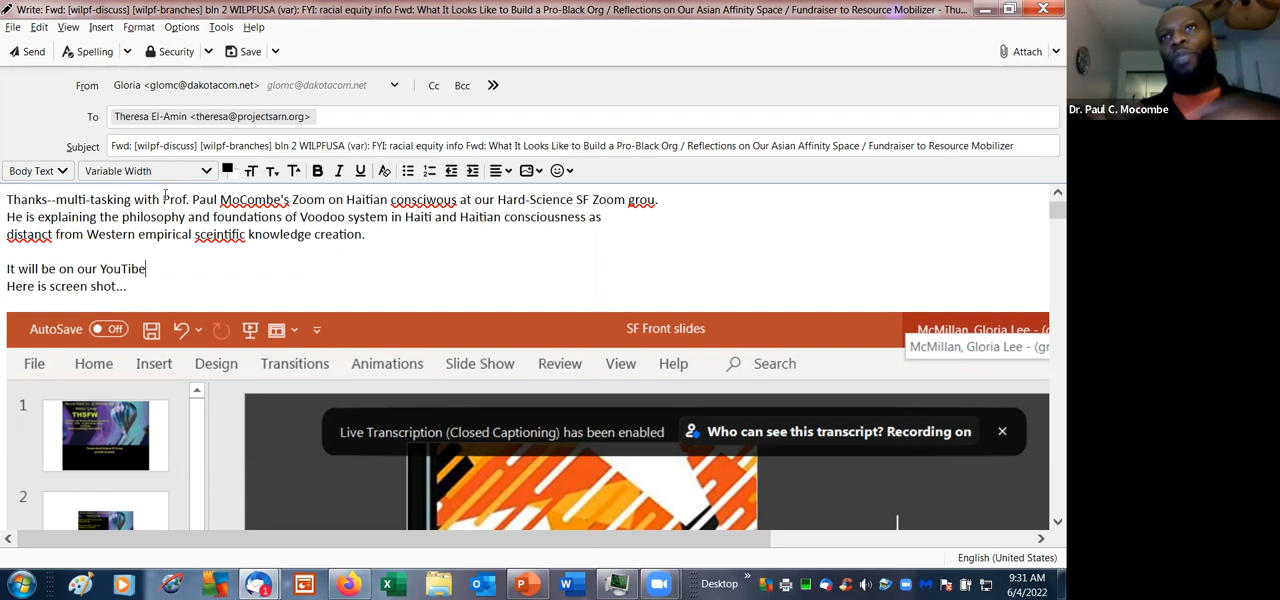 Write: Fwd: [wilpf-discuss] [wilpf-branches] bln 2 WILPFUSA (var): FYI: racial equity info Fwd: What It Looks Like to Build a Pro-Black Org / Reflections on Our Asian Affinity Space / Fundraiser to Resource Mobilizer - Thu...
File Edit View Insert Format Options Tools Help
Send Spelling Security Save Attach
From Gloria <glomc@dakotacom.net> glomc@dakotacom.net Cc Bcc
Dr. Paul C. Mocombe
To Theresa El-Amin <theresa@projectsarn.org>
Subject Fwd: [wilpf-discuss] [wilpf-branches] bln 2 WILPFUSA (var): FYI: racial equity info Fwd: What It Looks Like to Build a Pro-Black Org / Reflections on Our Asian Affinity Space / Fundraiser to Resource Mobilizer
Body Text Variable Width
Thanks--multi-tasking with Prof. Paul MoCombe's Zoom on Haitian consciwous at our Hard-Science SF Zoom grou.
He is explaining the philosophy and foundations of Voodoo system in Haiti and Haitian consciousness as
distanct from Western empirical sceintific knowledge creation.
It will be on our YouTibe
Here is screen shot...
AutoSave Off SF Front slides McMillan, Gloria Lee - (
McMillan, Gloria Lee - (gr
File Home Insert Design Transitions Animations Slide Show Review View Help Search
1
THSFW
Live Transcription (Closed Captioning) has been enabled Who can see this transcript? Recording on
2
English (United States)
Desktop
9:31 AM
6/4/2022